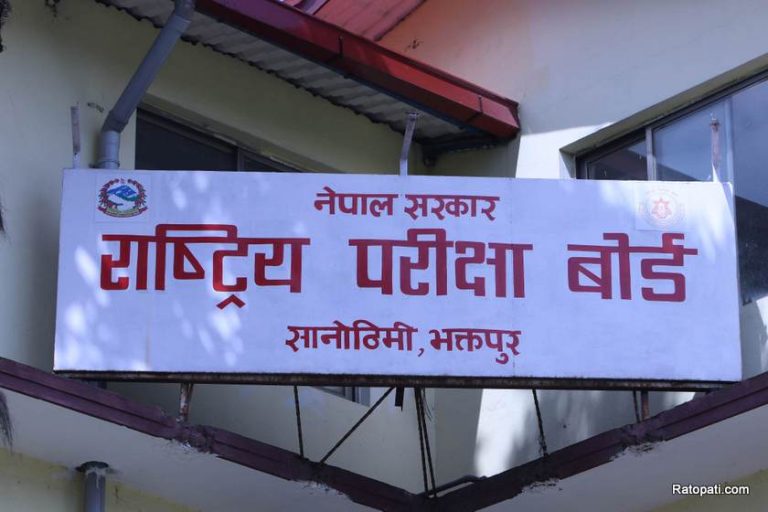 नेपाल सरकार
राष्ट्रिय परीक्षा बोर्ड
सानोठिमी, भक्तपुर
Ratopati.com